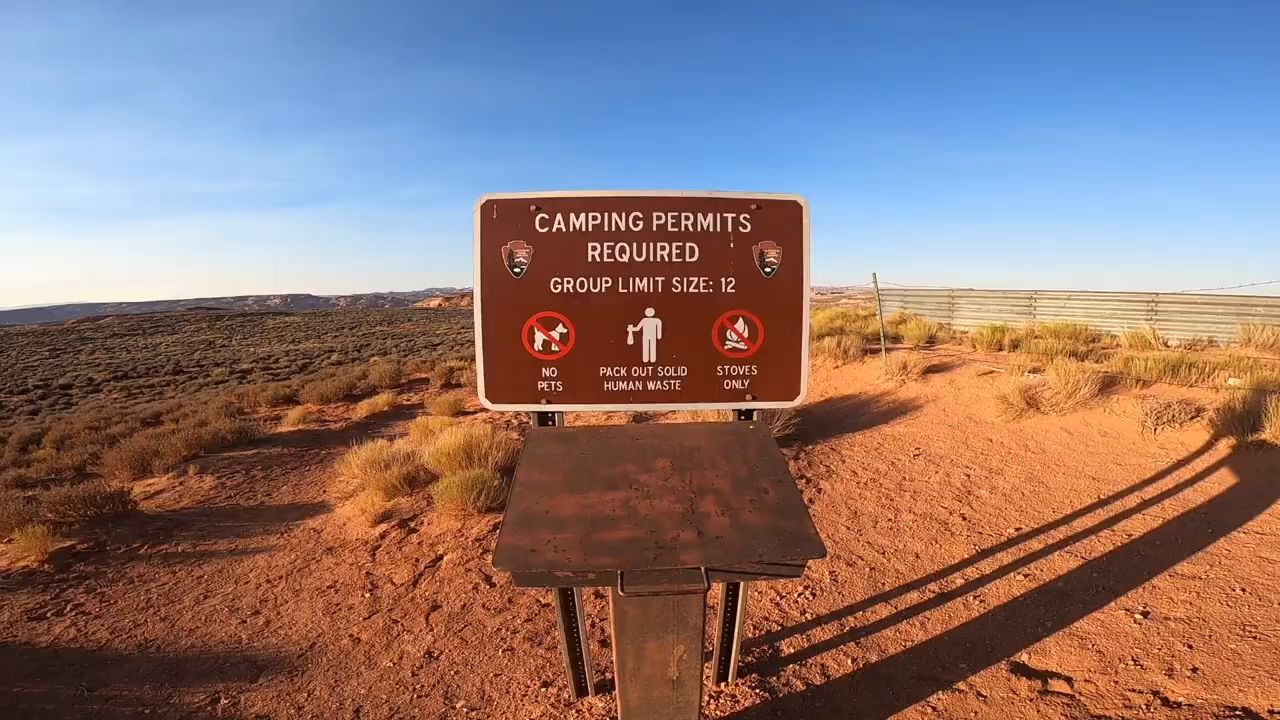 CAMPING PERMITS
REQUIRED
GROUP LIMIT SIZE: 12
NO
PETS
PACK OUT SOLID
HUMAN WASTE
STOVES
ONLY